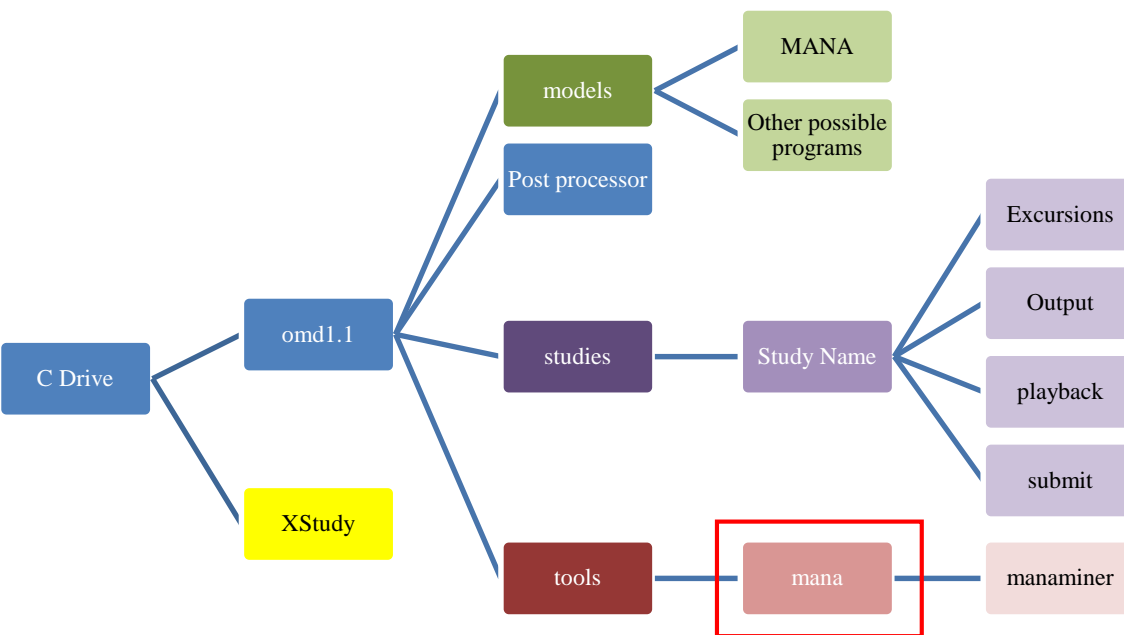 MANA
models
Other possible
programs
Post processor
Excursions
Output
omd1.1
studies
Study Name
C Drive
playback
submit
XStudy
tools
mana
manaminer